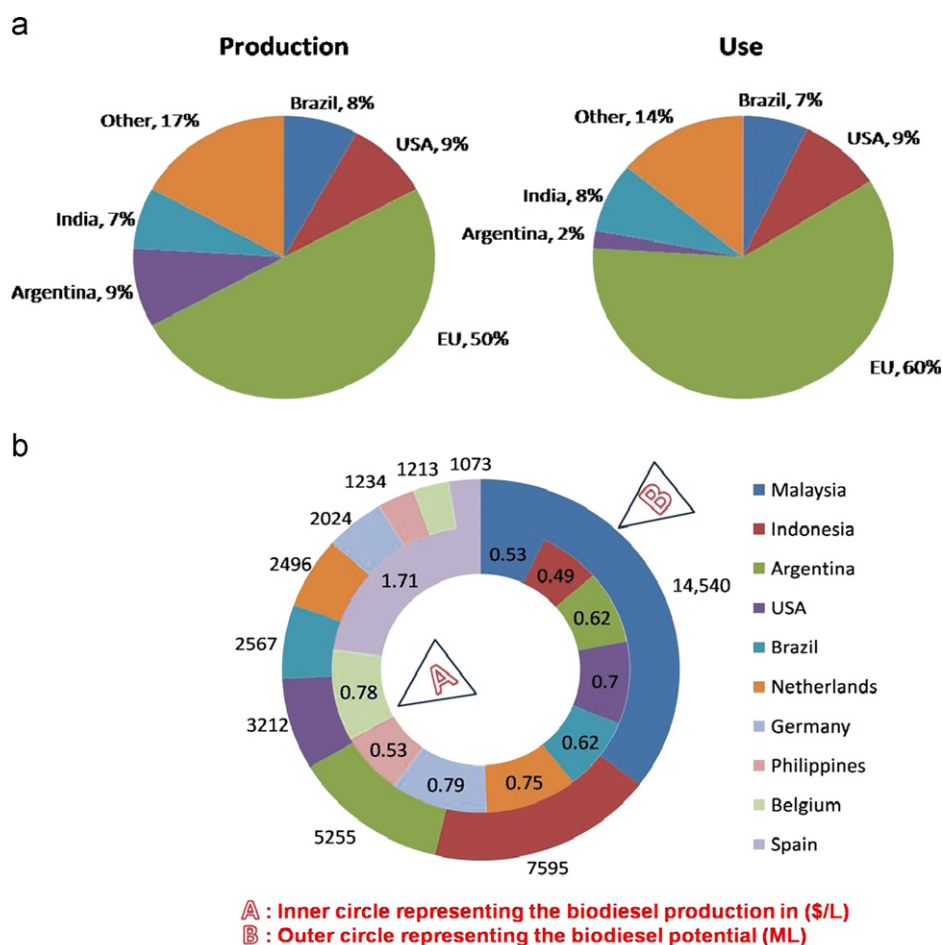 a
Production
Use
Brazil, 8%
USA, 9%
EU, 50%
Argentina, 9%
India, 7%
Other, 17%
Brazil, 7%
USA, 9%
EU, 60%
Argentina, 2%
India, 8%
Other, 14%
b
14,540
7595
5255
3212
2567
2496
2024
1234
1213
1073
0.53
0.49
0.62
0.7
0.62
0.75
0.79
0.53
0.78
1.71
A
B
Malaysia
Indonesia
Argentina
USA
Brazil
Netherlands
Germany
Philippines
Belgium
Spain
A : Inner circle representing the biodiesel production in ($/L)
B : Outer circle representing the biodiesel potential (ML)